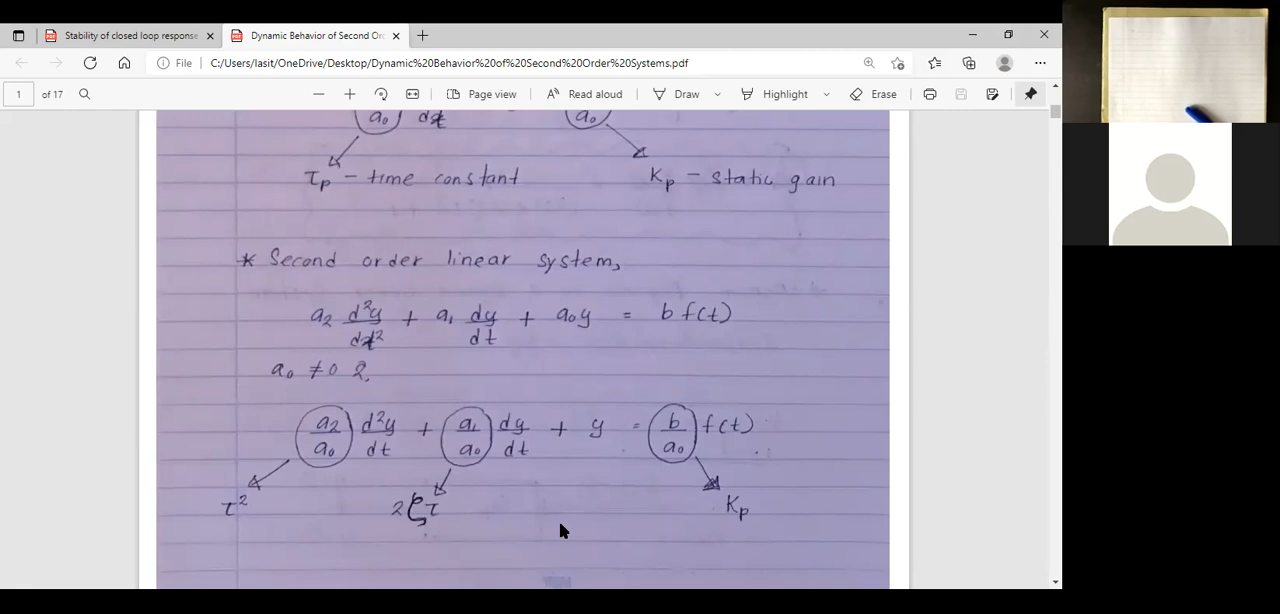 Stability of closed loop response
Dynamic Behavior of Second Or
File C:/Users/lasit/OneDrive/Desktop/Dynamic%20Behavior%20of%20Second%20Order%20Systems.pdf
1 of 17 Page view Read aloud Draw Highlight Erase
a₀ dt a₀
τp – time constant Kp – static gain
* Second order linear system,
a₂ d²y/dt² + a₁ dy/dt + a₀y = b f(t)
a₀ ≠ 0
a₂/a₀ d²y/dt + a₁/a₀ dy/dt + y = b/a₀ f(t)
τ² 2ζτ Kp